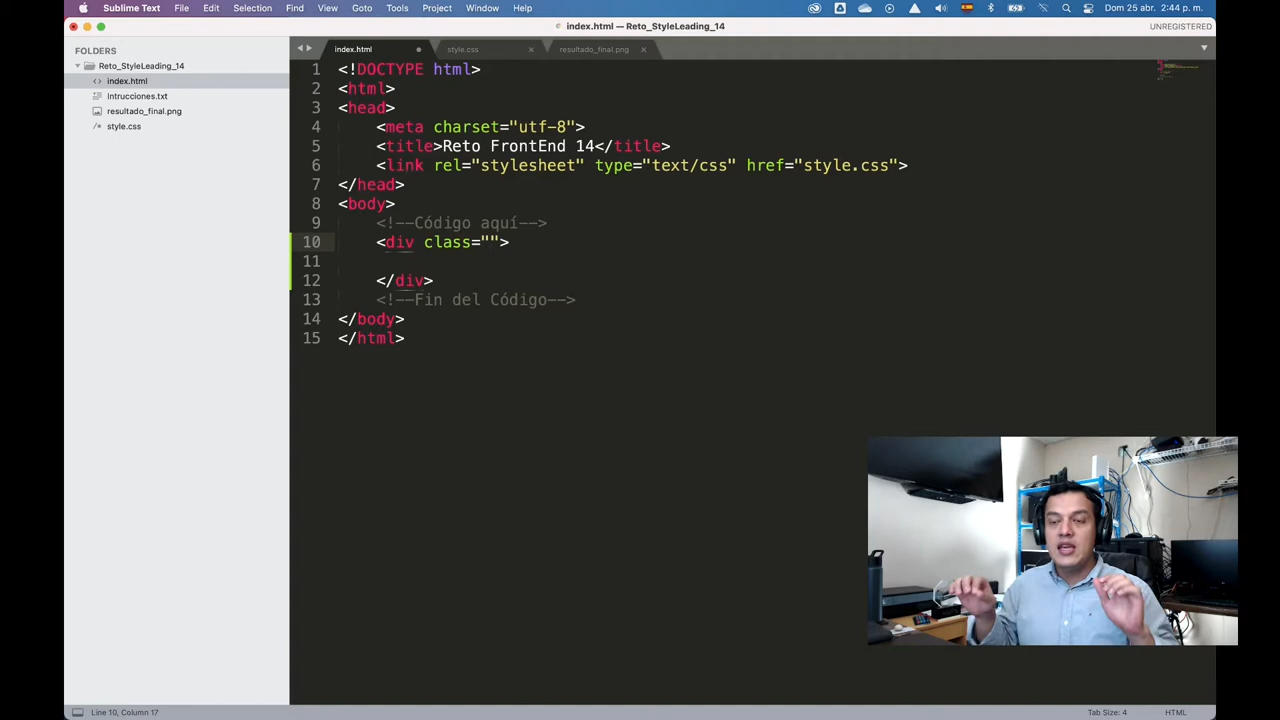 Sublime Text File Edit Selection Find View Goto Tools Project Window Help Dom 25 abr. 2:44 p. m.
index.html — Reto_StyleLeading_14 UNREGISTERED
FOLDERS
Reto_StyleLeading_14
index.html
Intrucciones.txt
resultado_final.png
style.css
index.html style.css resultado_final.png
1 <!DOCTYPE html>
2 <html>
3 <head>
4 <meta charset="utf-8">
5 <title>Reto FrontEnd 14</title>
6 <link rel="stylesheet" type="text/css" href="style.css">
7 </head>
8 <body>
9 <!--Código aquí-->
10 <div class="">
11
12 </div>
13 <!--Fin del Código-->
14 </body>
15 </html>
Line 10, Column 17 Tab Size: 4 HTML